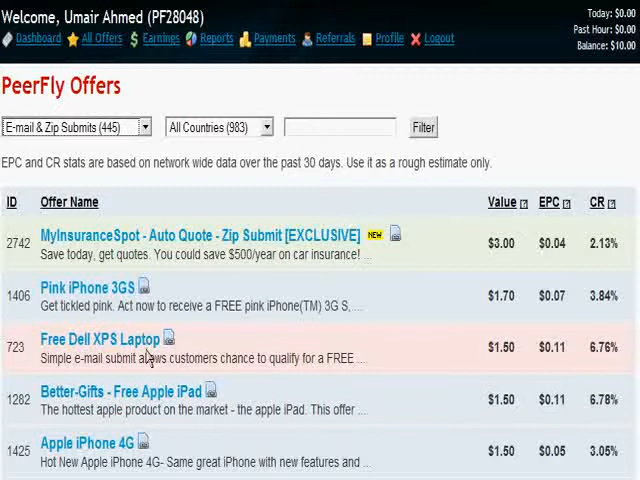 Welcome, Umair Ahmed (PF28048)
Today: $0.00
Past Hour: $0.00
Balance: $10.00
Dashboard All Offers Earnings Reports Payments Referrals Profile Logout
PeerFly Offers
E-mail & Zip Submits (445) All Countries (983) Filter
EPC and CR stats are based on network wide data over the past 30 days. Use it as a rough estimate only.
ID Offer Name Value EPC CR
2742 MyInsuranceSpot - Auto Quote - Zip Submit [EXCLUSIVE] NEW $3.00 $0.04 2.13%
Save today, get quotes. You could save $500/year on car insurance! ...
1406 Pink iPhone 3GS $1.70 $0.07 3.84%
Get tickled pink. Act now to receive a FREE pink iPhone(TM) 3G S, ...
723 Free Dell XPS Laptop $1.50 $0.11 6.76%
Simple e-mail submit allows customers chance to qualify for a FREE ...
1282 Better-Gifts - Free Apple iPad $1.50 $0.11 6.78%
The hottest apple product on the market - the apple iPad. This offer ...
1425 Apple iPhone 4G $1.50 $0.05 3.05%
Hot New Apple iPhone 4G- Same great iPhone with new features and ...